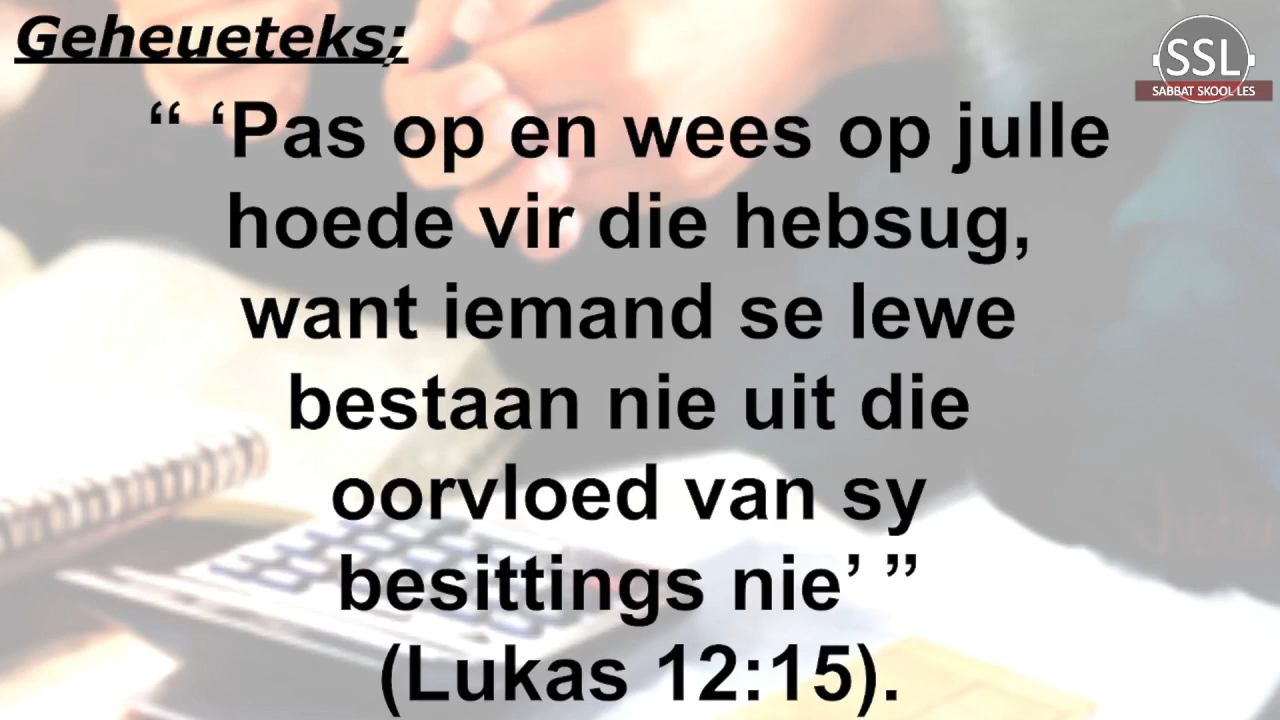 Geheueteks;
SSL
SABBAT SKOOL LES
“ ‘Pas op en wees op julle
hoede vir die hebsug,
want iemand se lewe
bestaan nie uit die
oorvloed van sy
besittings nie’ ”
(Lukas 12:15).